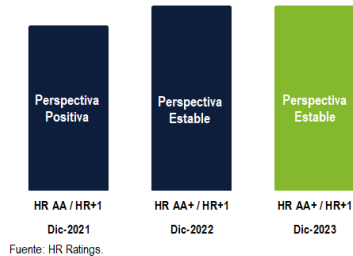 Perspectiva
Positiva
Perspectiva
Estable
Perspectiva
Estable
HR AA / HR+1
HR AA+ / HR+1
HR AA+ / HR+1
Dic-2021
Dic-2022
Dic-2023
Fuente: HR Ratings.